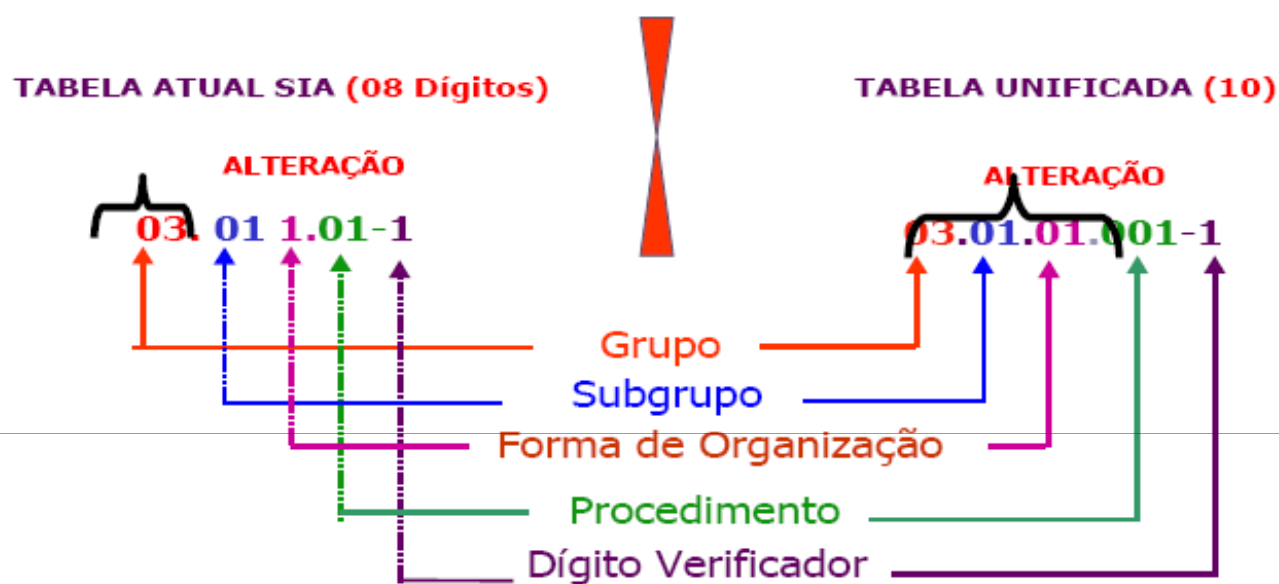 TABELA ATUAL SIA (08 Dígitos)
TABELA UNIFICADA (10)
ALTERAÇÃO
ALTERAÇÃO
03. 01 1.01-1
03.01.01.001-1
Grupo
Subgrupo
Forma de Organização
Procedimento
Dígito Verificador